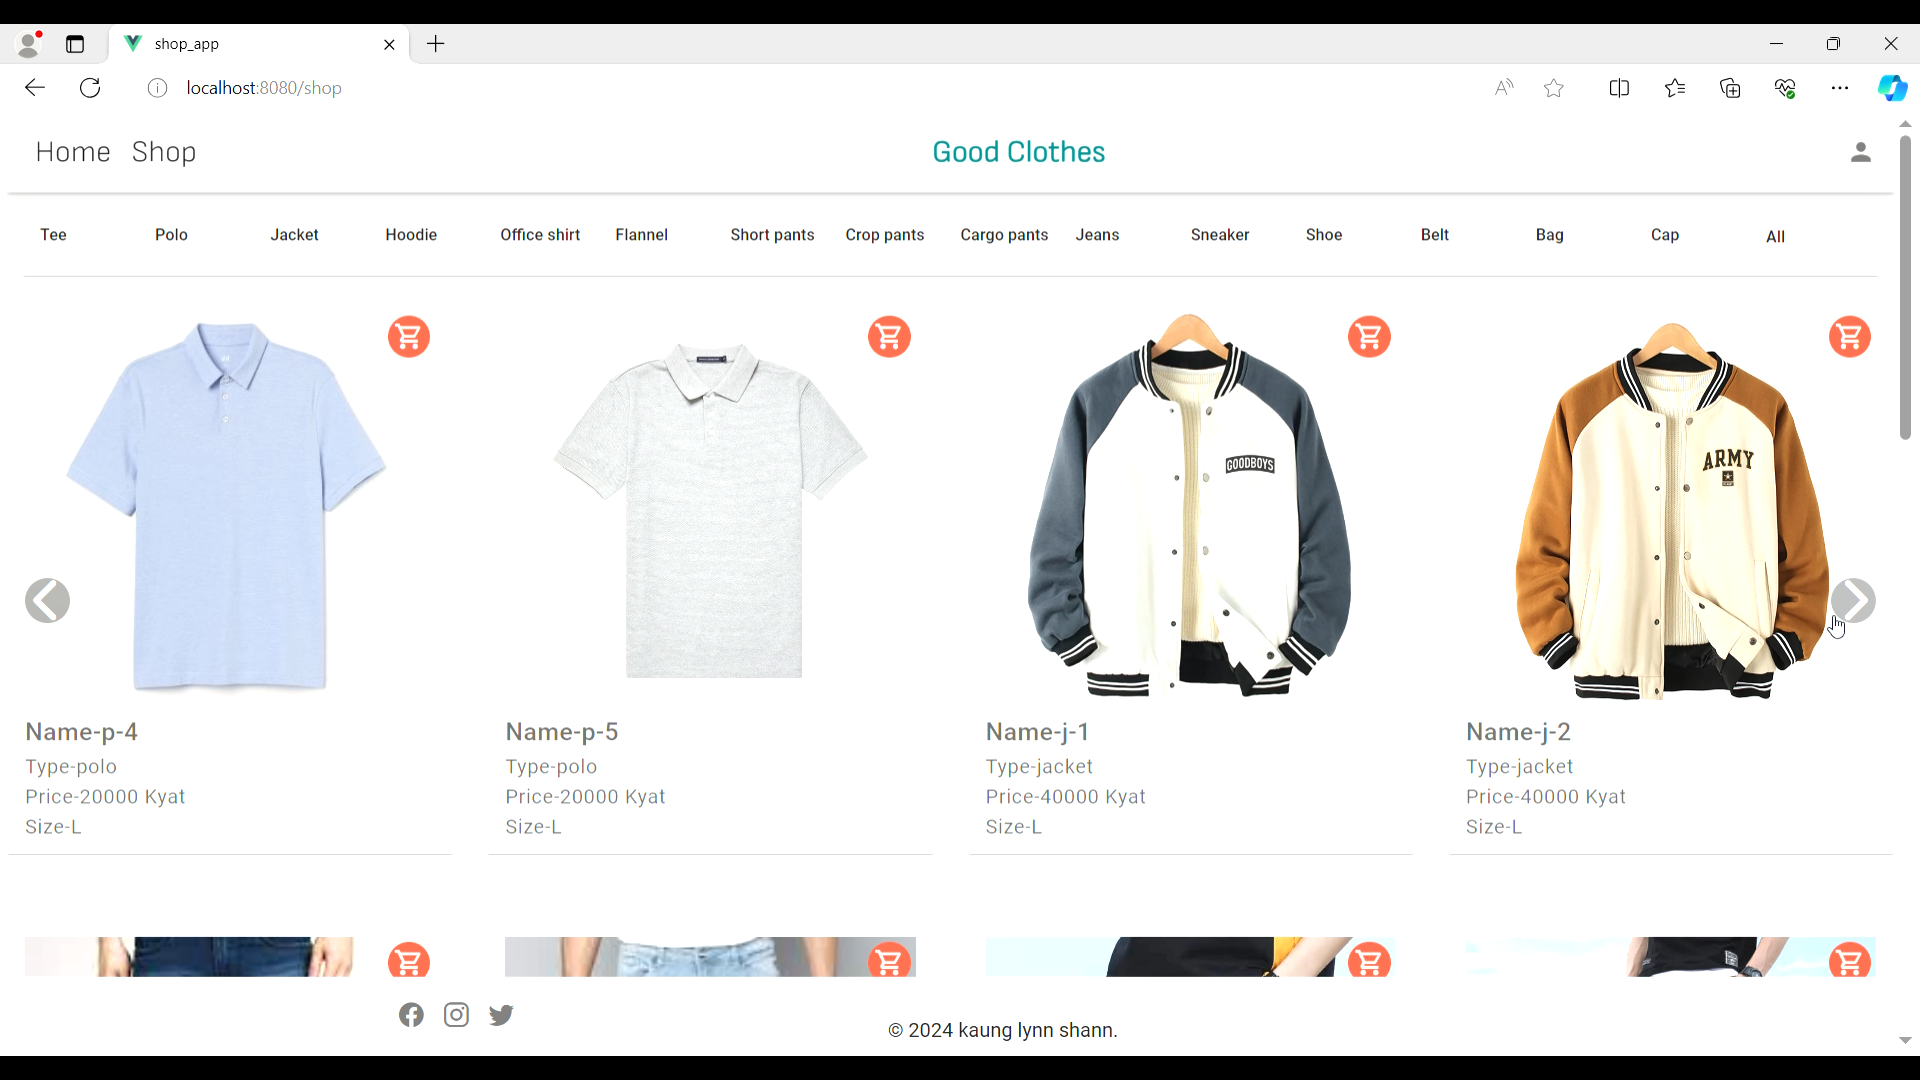 shop_app
localhost:8080/shop
Home Shop Good Clothes
Tee Polo Jacket Hoodie Office shirt Flannel Short pants Crop pants Cargo pants Jeans Sneaker Shoe Belt Bag Cap All
GOODBOYS
ARMY
Name-p-4 Name-p-5 Name-j-1 Name-j-2
Type-polo Type-polo Type-jacket Type-jacket
Price-20000 Kyat Price-20000 Kyat Price-40000 Kyat Price-40000 Kyat
Size-L Size-L Size-L Size-L
© 2024 kaung lynn shann.